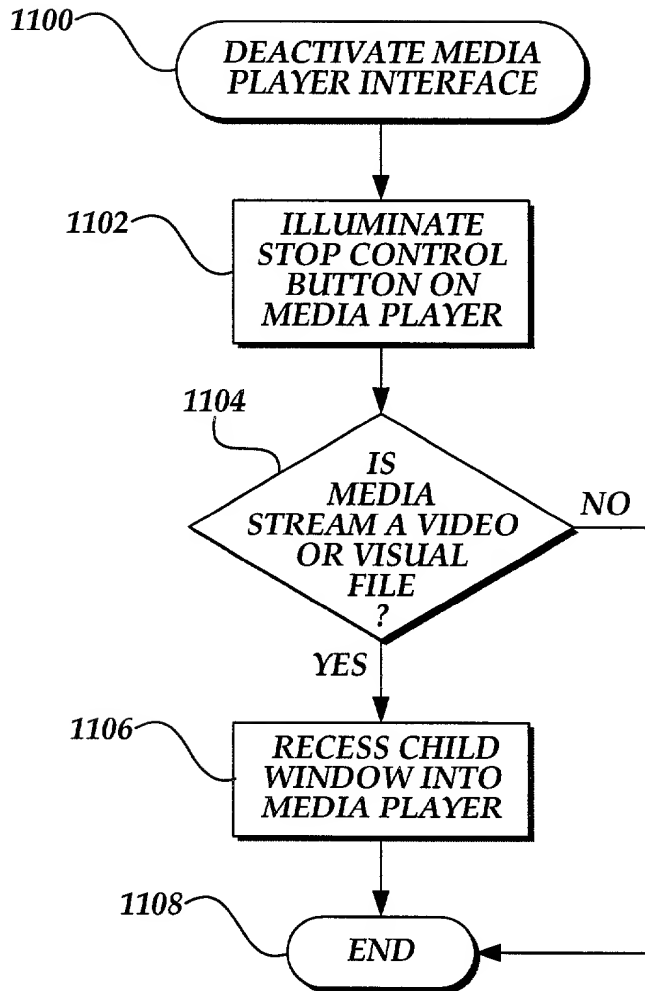 1100
DEACTIVATE MEDIA
PLAYER INTERFACE
1102
ILLUMINATE
STOP CONTROL
BUTTON ON
MEDIA PLAYER
1104
IS
MEDIA
STREAM A VIDEO
OR VISUAL
FILE
?
NO
YES
1106
RECESS CHILD
WINDOW INTO
MEDIA PLAYER
1108
END